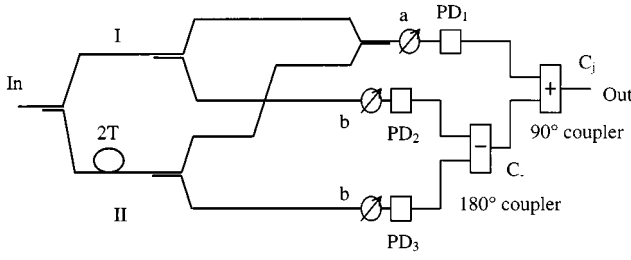 I
a
PD1
Cj
In
+
Out
2T
b
PD2
90° coupler
−
C-
b
180° coupler
II
PD3